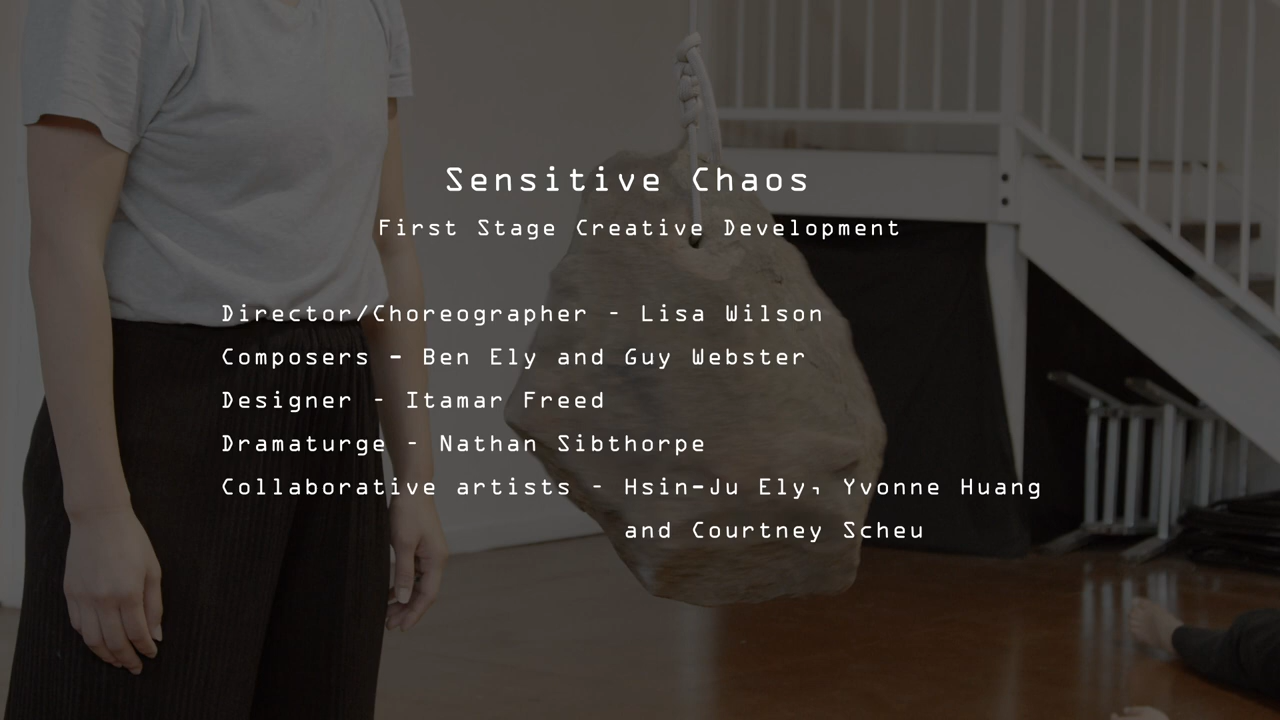 Sensitive Chaos
First Stage Creative Development
Director/Choreographer - Lisa Wilson
Composers - Ben Ely and Guy Webster
Designer - Itamar Freed
Dramaturge - Nathan Sibthorpe
Collaborative artists - Hsin-Ju Ely, Yvonne Huang
and Courtney Scheu